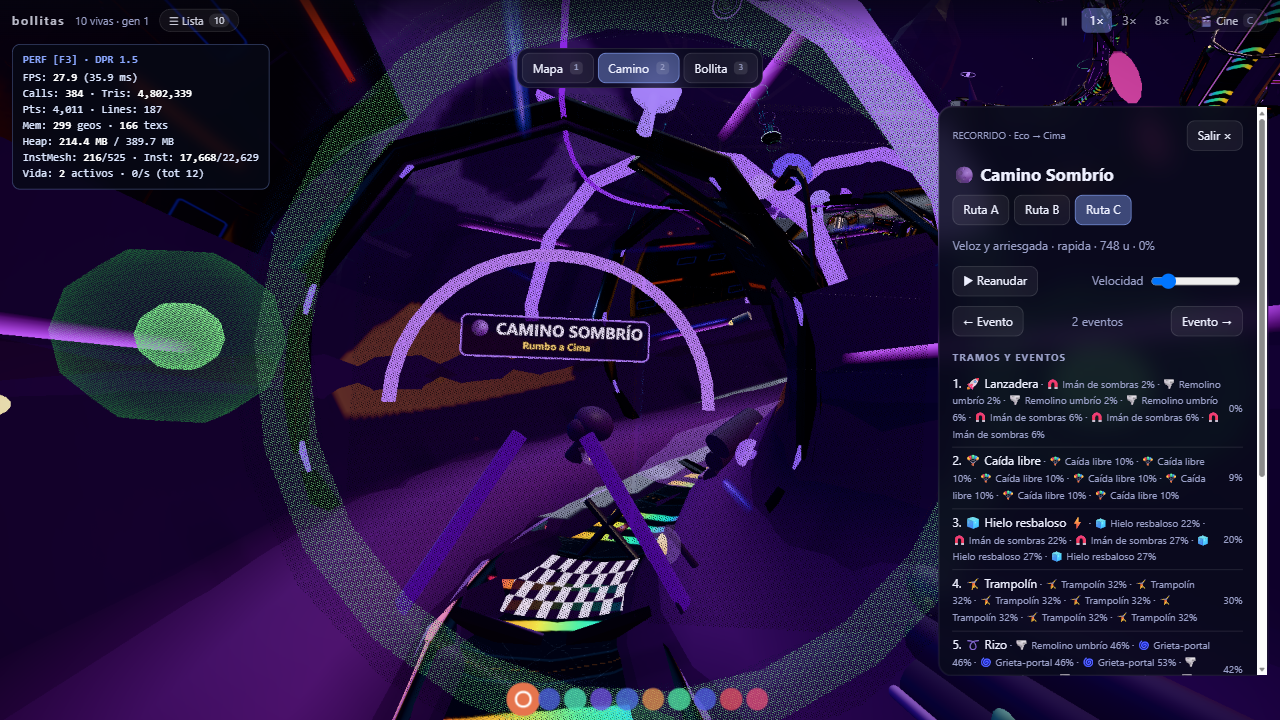 bollitas 10 vivas · gen 1 ☰ Lista 10
1× 3× 8× 🎬 Cine C
PERF [F3] · DPR 1.5
FPS: 27.9 (35.9 ms)
Calls: 384 · Tris: 4,802,339
Pts: 4,011 · Lines: 187
Mem: 299 geos · 166 texs
Heap: 214.4 MB / 389.7 MB
InstMesh: 216/525 · Inst: 17,668/22,629
Vida: 2 activos · 0/s (tot 12)
Mapa 1 Camino 2 Bollita 3
CAMINO SOMBRÍO
Rumbo a Cima
RECORRIDO · Eco → Cima Salir ×
Camino Sombrío
Ruta A Ruta B Ruta C
Veloz y arriesgada · rapida · 748 u · 0%
▶ Reanudar Velocidad
← Evento 2 eventos Evento →
TRAMOS Y EVENTOS
1. 🚀 Lanzadera · 🧲 Imán de sombras 2% · 🌪 Remolino
umbrío 2% · 🌪 Remolino umbrío 2% · 🌪 Remolino umbrío
6% · 🧲 Imán de sombras 6% · 🧲 Imán de sombras 6% · 🧲
Imán de sombras 6%
0%
2. 🪂 Caída libre · 🪂 Caída libre 10% · 🪂 Caída libre
10% · 🪂 Caída libre 10% · 🪂 Caída libre 10% · 🪂 Caída
libre 10% · 🪂 Caída libre 10% · 🪂 Caída libre 10%
9%
3. 🧊 Hielo resbaloso ⚡ · 🧊 Hielo resbaloso 22% ·
🧲 Imán de sombras 22% · 🧲 Imán de sombras 27% · 🧊
Hielo resbaloso 27% · 🧊 Hielo resbaloso 27%
20%
4. 🤸 Trampolín · 🤸 Trampolín 32% · 🤸 Trampolín
32% · 🤸 Trampolín 32% · 🤸 Trampolín 32% · 🤸
Trampolín 32% · 🤸 Trampolín 32% · 🤸 Trampolín 32%
30%
5. ➰ Rizo · 🌪 Remolino umbrío 46% · 🌀 Grieta-portal
46% · 🌀 Grieta-portal 46% · 🌀 Grieta-portal 53% · 🌪
42%